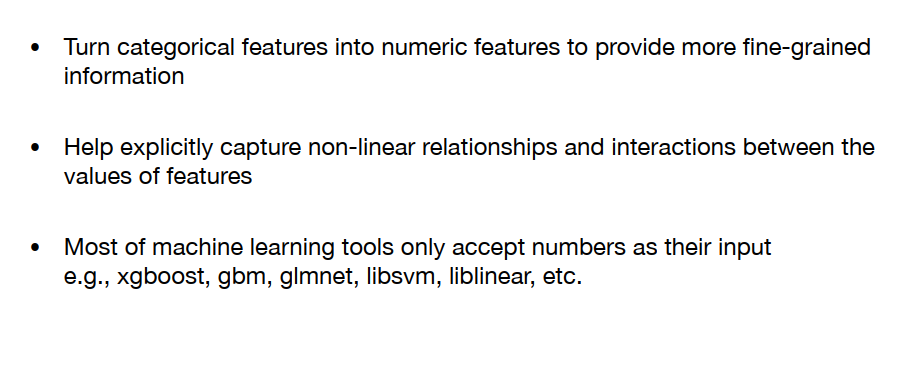 • Turn categorical features into numeric features to provide more fine-grained
information
• Help explicitly capture non-linear relationships and interactions between the
values of features
• Most of machine learning tools only accept numbers as their input
e.g., xgboost, gbm, glmnet, libsvm, liblinear, etc.